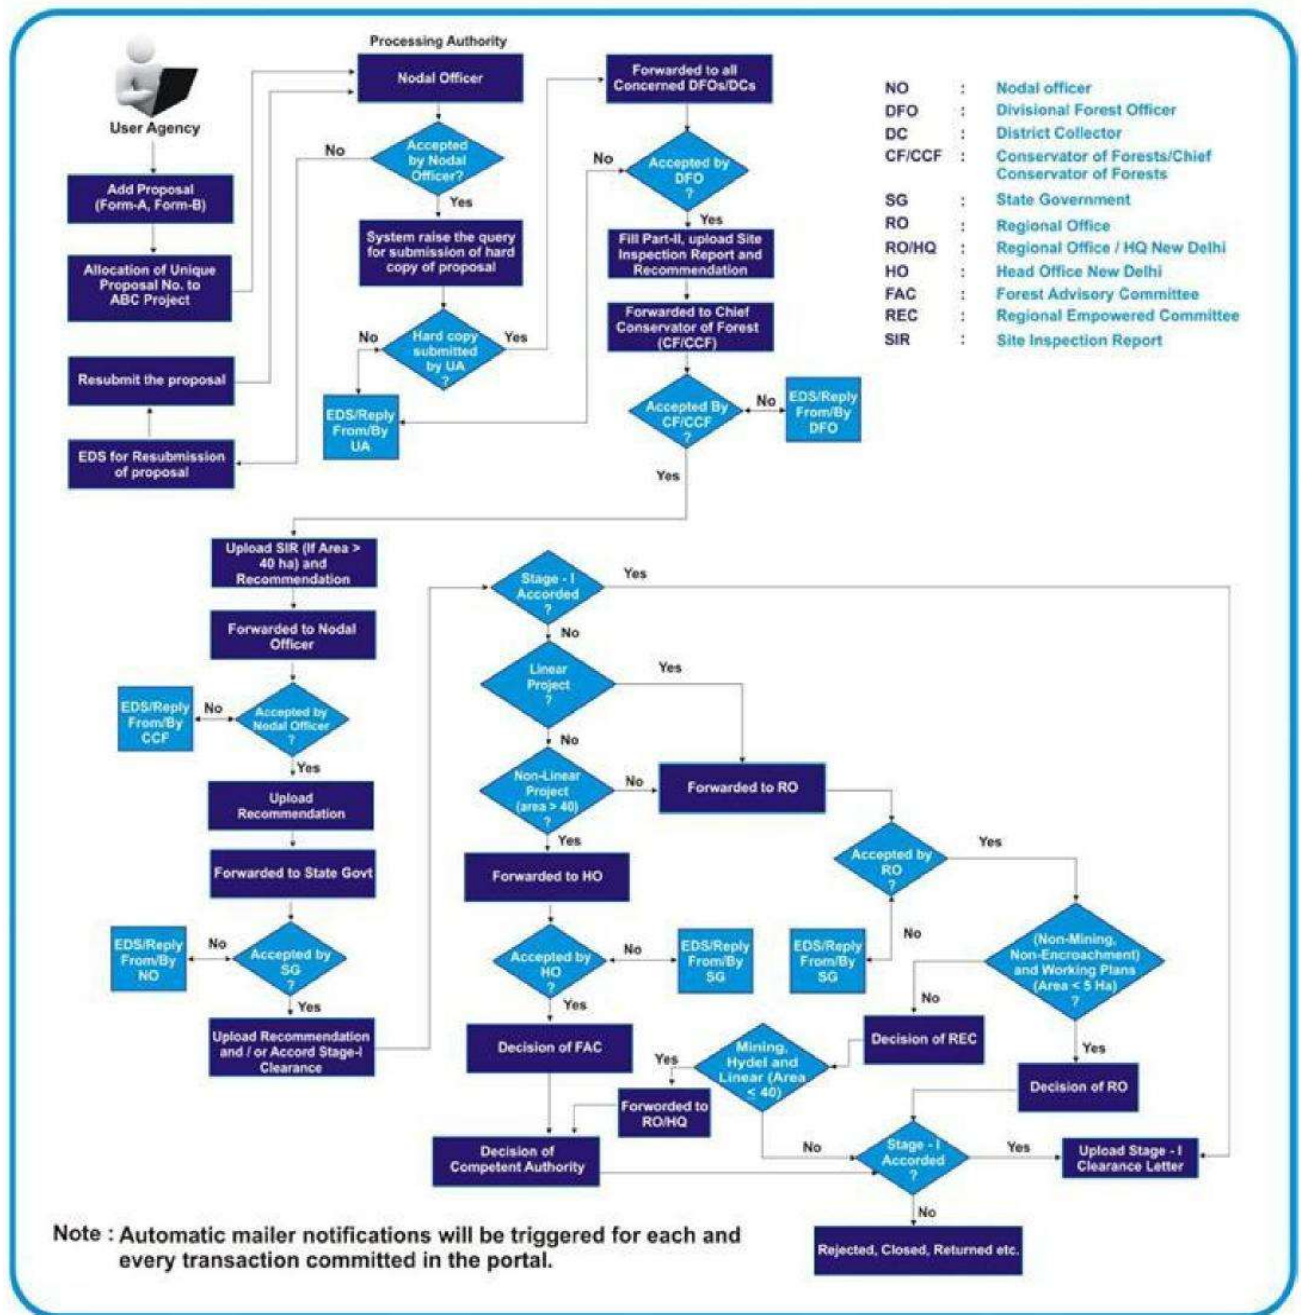 Processing Authority
User Agency
Nodal Officer
Forwarded to all
Concerned DFOs/DCs
Add Proposal
(Form-A, Form-B)
Allocation of Unique
Proposal No. to
ABC Project
Accepted
by Nodal
Officer?
No
Yes
System raise the query
for submission of hard
copy of proposal
Hard copy
submitted
by UA
?
No
Yes
EDS/Reply
From/By
UA
Resubmit the proposal
EDS for Resubmission
of proposal
Accepted by
DFO
?
No
Yes
Fill Part-II, upload Site
Inspection Report and
Recommendation
Forwarded to Chief
Conservator of Forest
(CF/CCF)
Accepted By
CF/CCF
?
No
EDS/Reply
From/By
DFO
Yes
NO : Nodal officer
DFO : Divisional Forest Officer
DC : District Collector
CF/CCF : Conservator of Forests/Chief
Conservator of Forests
SG : State Government
RO : Regional Office
RO/HQ : Regional Office / HQ New Delhi
HO : Head Office New Delhi
FAC : Forest Advisory Committee
REC : Regional Empowered Committee
SIR : Site Inspection Report
Upload SIR (If Area >
40 ha) and
Recommendation
Forwarded to Nodal
Officer
Accepted by
Nodal Officer
?
No
EDS/Reply
From/By
CCF
Yes
Upload
Recommendation
Forwarded to State Govt
Accepted by
SG
?
No
EDS/Reply
From/By
NO
Yes
Upload Recommendation
and / or Accord Stage-I
Clearance
Stage - I
Accorded
?
Yes
No
Linear
Project
?
Yes
No
Non-Linear
Project
(area > 40)
?
No
Yes
Forwarded to RO
Forwarded to HO
Accepted by
HO
?
No
EDS/Reply
From/By
SG
Yes
Decision of FAC
Accepted by
RO
?
Yes
No
EDS/Reply
From/By
SG
(Non-Mining,
Non-Encroachment)
and Working Plans
(Area < 5 Ha)
?
No
Yes
Decision of REC
Decision of RO
Mining,
Hydel and
Linear (Area
≤ 40)
Yes
No
Forworded to
RO/HQ
Decision of
Competent Authority
Stage - I
Accorded
?
Yes
No
Upload Stage - I
Clearance Letter
Rejected, Closed, Returned etc.
Note : Automatic mailer notifications will be triggered for each and
every transaction committed in the portal.